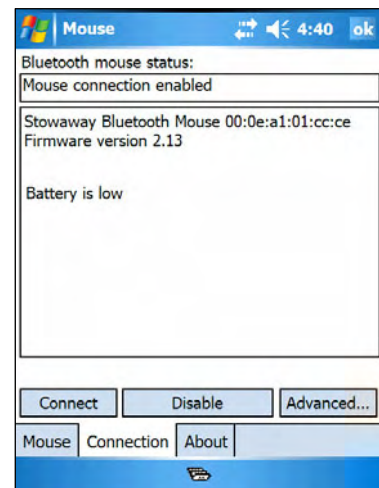 Mouse 4:40 ok
Bluetooth mouse status:
Mouse connection enabled
Stowaway Bluetooth Mouse 00:0e:a1:01:cc:ce
Firmware version 2.13
Battery is low
Connect Disable Advanced...
Mouse Connection About